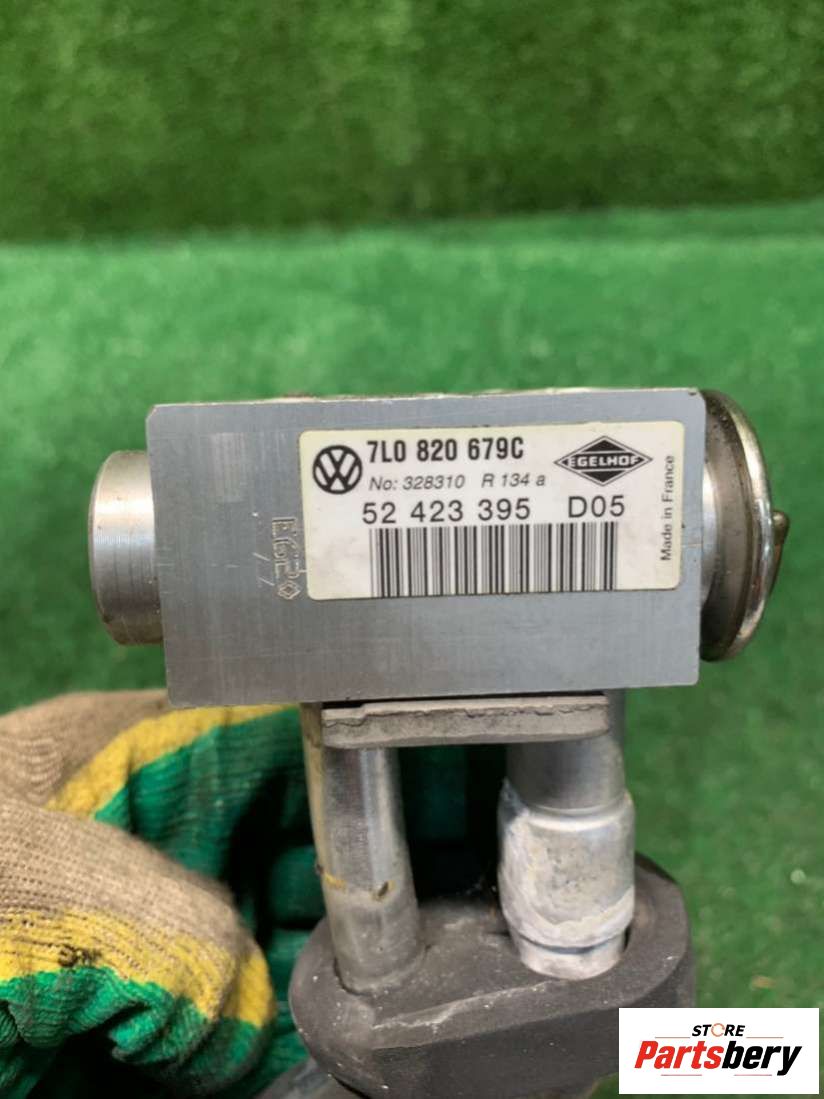 7L0 820 679C
No: 328310 R 134 a
52 423 395 D05
EGELHOF
Made in France
STORE
Partsbery